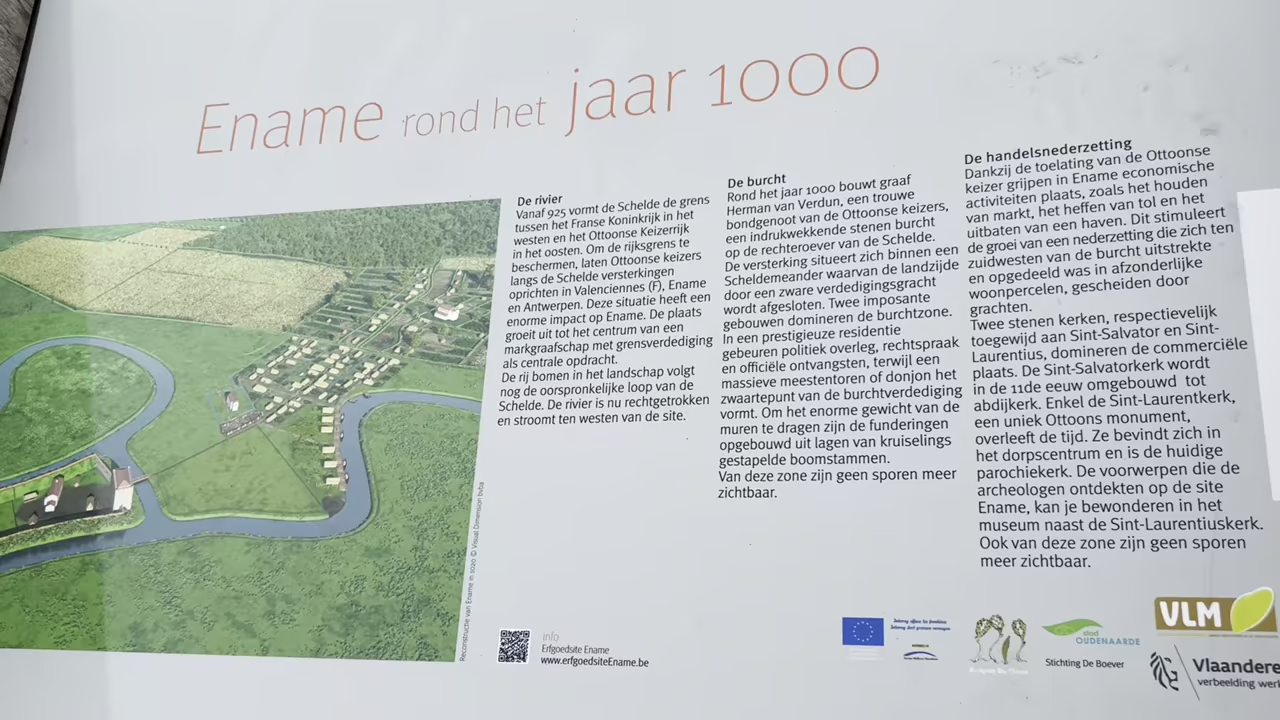 Ename rond het jaar 1000
De rivier
Vanaf 925 vormt de Schelde de grens
tussen het Franse Koninkrijk in het
westen en het Ottoonse Keizerrijk
in het oosten. Om de rijksgrens te
beschermen, laten Ottoonse keizers
langs de Schelde versterkingen
oprichten in Valenciennes (F), Ename
en Antwerpen. Deze situatie heeft een
enorme impact op Ename. De plaats
groeit uit tot het centrum van een
markgraafschap met grensverdediging
als centrale opdracht.
De rij bomen in het landschap volgt
nog de oorspronkelijke loop van de
Schelde. De rivier is nu rechtgetrokken
en stroomt ten westen van de site.
De burcht
Rond het jaar 1000 bouwt graaf
Herman van Verdun, een trouwe
bondgenoot van de Ottoonse keizers,
een indrukwekkende stenen burcht
op de rechteroever van de Schelde.
De versterking situeert zich binnen een
Scheldemeander waarvan de landzijde
door een zware verdedigingsgracht
wordt afgesloten. Twee imposante
gebouwen domineren de burchtzone.
In een prestigieuze residentie
gebeuren politiek overleg, rechtspraak
en officiële ontvangsten, terwijl een
massieve meestentoren of donjon het
zwaartepunt van de burchtverdediging
vormt. Om het enorme gewicht van de
muren te dragen zijn de funderingen
opgebouwd uit lagen van kruiselings
gestapelde boomstammen.
Van deze zone zijn geen sporen meer
zichtbaar.
De handelsnederzetting
Dankzij de toelating van de Ottoonse
keizer grijpen in Ename economische
activiteiten plaats, zoals het houden
van markt, het heffen van tol en het
uitbaten van een haven. Dit stimuleert
de groei van een nederzetting die zich ten
zuidwesten van de burcht uitstrekte
en opgedeeld was in afzonderlijke
woonpercelen, gescheiden door
grachten.
Twee stenen kerken, respectievelijk
toegewijd aan Sint-Salvator en Sint-
Laurentius, domineren de commerciële
plaats. De Sint-Salvatorkerk wordt
in de 11de eeuw omgebouwd tot
abdijkerk. Enkel de Sint-Laurentkerk,
een uniek Ottoons monument,
overleeft de tijd. Ze bevindt zich in
het dorpscentrum en is de huidige
parochiekerk. De voorwerpen die de
archeologen ontdekten op de site
Ename, kan je bewonderen in het
museum naast de Sint-Laurentiuskerk.
Ook van deze zone zijn geen sporen
meer zichtbaar.
Reconstructie van Ename in 1020 © Visual Dimension bvba
info
Erfgoedsite Ename
www.erfgoedsiteEname.be
stad
OUDENAARDE
Stichting De Boever
VLM
Vlaandere
verbeelding werk